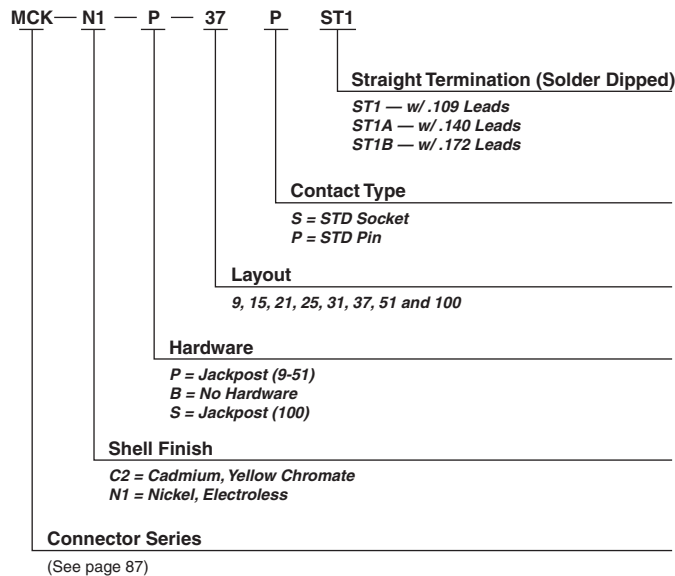 MCK — N1 — P — 37 P ST1
Straight Termination (Solder Dipped)
ST1 — w/ .109 Leads
ST1A — w/ .140 Leads
ST1B — w/ .172 Leads
Contact Type
S = STD Socket
P = STD Pin
Layout
9, 15, 21, 25, 31, 37, 51 and 100
Hardware
P = Jackpost (9-51)
B = No Hardware
S = Jackpost (100)
Shell Finish
C2 = Cadmium, Yellow Chromate
N1 = Nickel, Electroless
Connector Series
(See page 87)